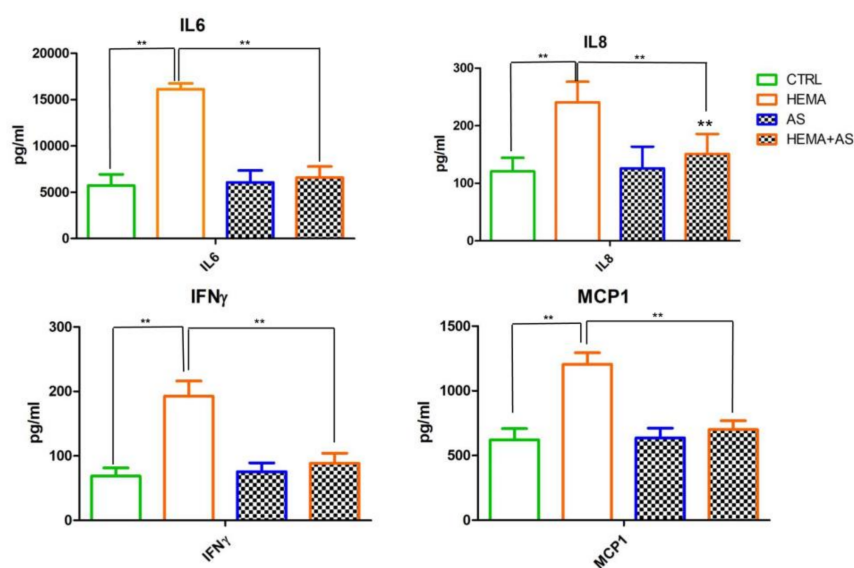 IL6
** **
20000
15000
10000
5000
0
pg/ml
IL6
IL8
** **
**
300
200
100
0
pg/ml
IL8
CTRL
HEMA
AS
HEMA+AS
IFNγ
** **
300
200
100
0
pg/ml
IFNγ
MCP1
** **
1500
1000
500
0
pg/ml
MCP1